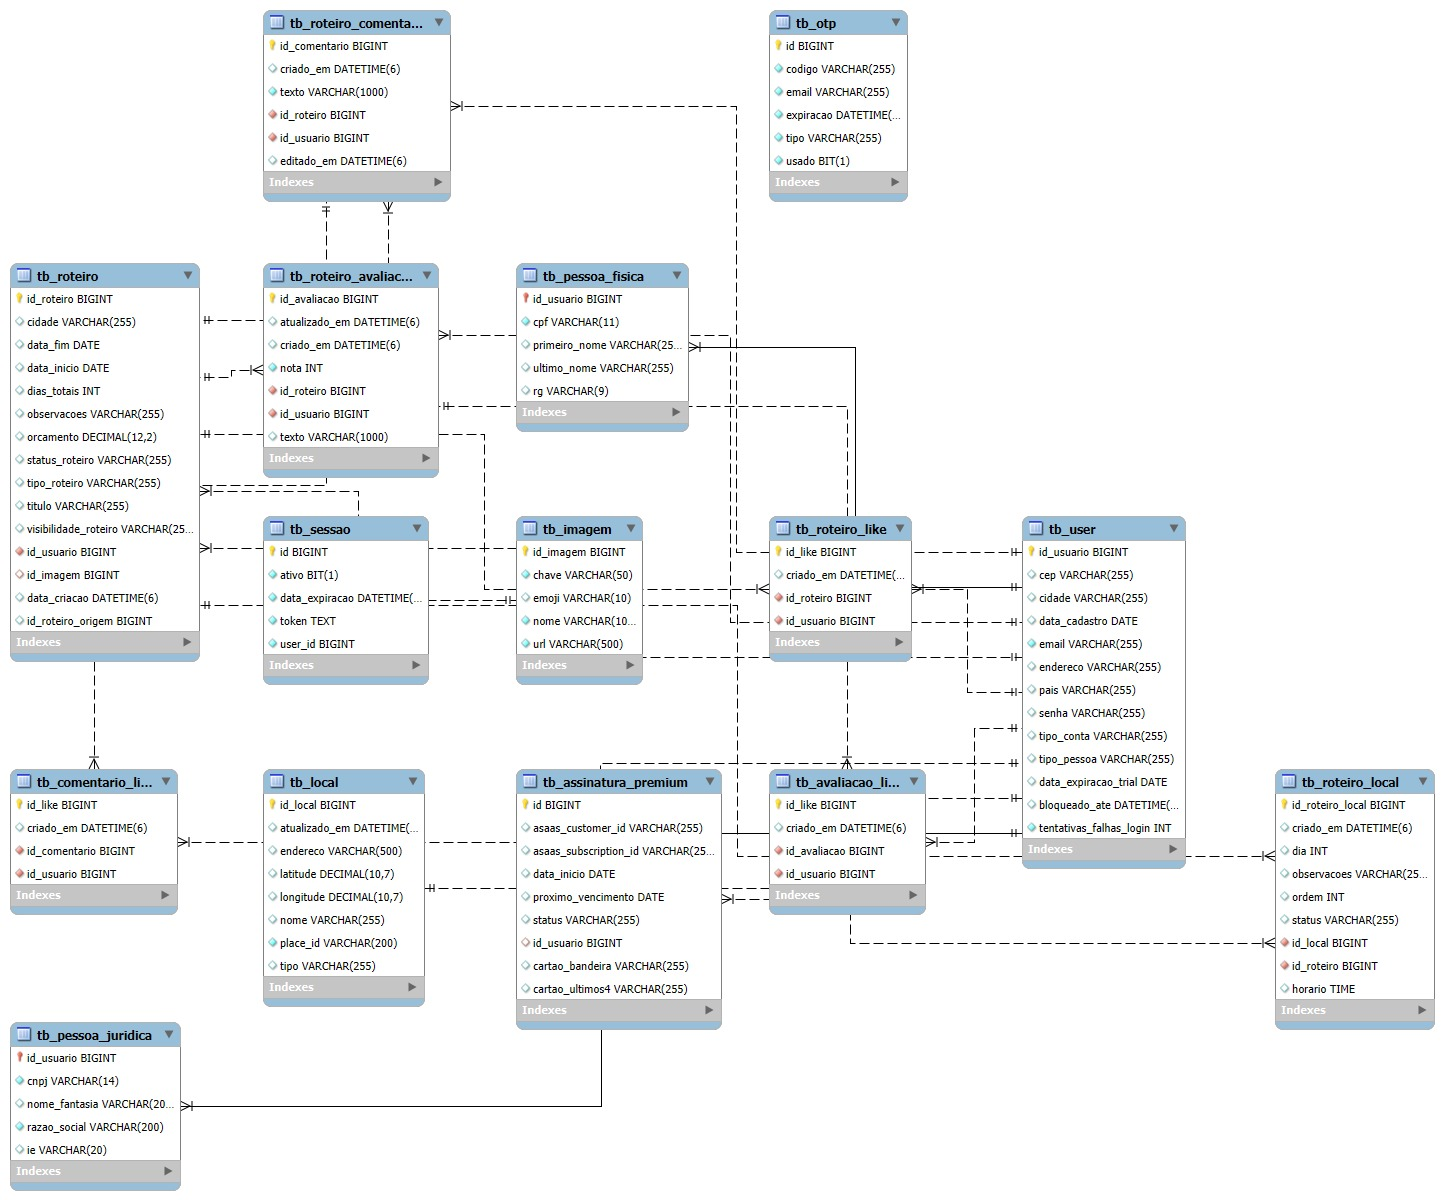 tb_roteiro_comenta...
id_comentario BIGINT
criado_em DATETIME(6)
texto VARCHAR(1000)
id_roteiro BIGINT
id_usuario BIGINT
editado_em DATETIME(6)
Indexes
tb_otp
id BIGINT
codigo VARCHAR(255)
email VARCHAR(255)
expiracao DATETIME(...
tipo VARCHAR(255)
usado BIT(1)
Indexes
tb_roteiro
id_roteiro BIGINT
cidade VARCHAR(255)
data_fim DATE
data_inicio DATE
dias_totais INT
observacoes VARCHAR(255)
orcamento DECIMAL(12,2)
status_roteiro VARCHAR(255)
tipo_roteiro VARCHAR(255)
titulo VARCHAR(255)
visibilidade_roteiro VARCHAR(25...
id_usuario BIGINT
id_imagem BIGINT
data_criacao DATETIME(6)
id_roteiro_origem BIGINT
Indexes
tb_roteiro_avaliac...
id_avaliacao BIGINT
atualizado_em DATETIME(6)
criado_em DATETIME(6)
nota INT
id_roteiro BIGINT
id_usuario BIGINT
texto VARCHAR(1000)
Indexes
tb_pessoa_fisica
id_usuario BIGINT
cpf VARCHAR(11)
primeiro_nome VARCHAR(25...
ultimo_nome VARCHAR(255)
rg VARCHAR(9)
Indexes
tb_sessao
id BIGINT
ativo BIT(1)
data_expiracao DATETIME(...
token TEXT
user_id BIGINT
Indexes
tb_imagem
id_imagem BIGINT
chave VARCHAR(50)
emoji VARCHAR(10)
nome VARCHAR(10...
url VARCHAR(500)
Indexes
tb_roteiro_like
id_like BIGINT
criado_em DATETIME(...
id_roteiro BIGINT
id_usuario BIGINT
Indexes
tb_user
id_usuario BIGINT
cep VARCHAR(255)
cidade VARCHAR(255)
data_cadastro DATE
email VARCHAR(255)
endereco VARCHAR(255)
pais VARCHAR(255)
senha VARCHAR(255)
tipo_conta VARCHAR(255)
tipo_pessoa VARCHAR(255)
data_expiracao_trial DATE
bloqueado_ate DATETIME(...
tentativas_falhas_login INT
Indexes
tb_comentario_li...
id_like BIGINT
criado_em DATETIME(6)
id_comentario BIGINT
id_usuario BIGINT
Indexes
tb_local
id_local BIGINT
atualizado_em DATETIME(...
endereco VARCHAR(500)
latitude DECIMAL(10,7)
longitude DECIMAL(10,7)
nome VARCHAR(255)
place_id VARCHAR(200)
tipo VARCHAR(255)
Indexes
tb_assinatura_premium
id BIGINT
asaas_customer_id VARCHAR(255)
asaas_subscription_id VARCHAR(25...
data_inicio DATE
proximo_vencimento DATE
status VARCHAR(255)
id_usuario BIGINT
cartao_bandeira VARCHAR(255)
cartao_ultimos4 VARCHAR(255)
Indexes
tb_avaliacao_li...
id_like BIGINT
criado_em DATETIME(6)
id_avaliacao BIGINT
id_usuario BIGINT
Indexes
tb_roteiro_local
id_roteiro_local BIGINT
criado_em DATETIME(6)
dia INT
observacoes VARCHAR(25...
ordem INT
status VARCHAR(255)
id_local BIGINT
id_roteiro BIGINT
horario TIME
Indexes
tb_pessoa_juridica
id_usuario BIGINT
cnpj VARCHAR(14)
nome_fantasia VARCHAR(20...
razao_social VARCHAR(200)
ie VARCHAR(20)
Indexes